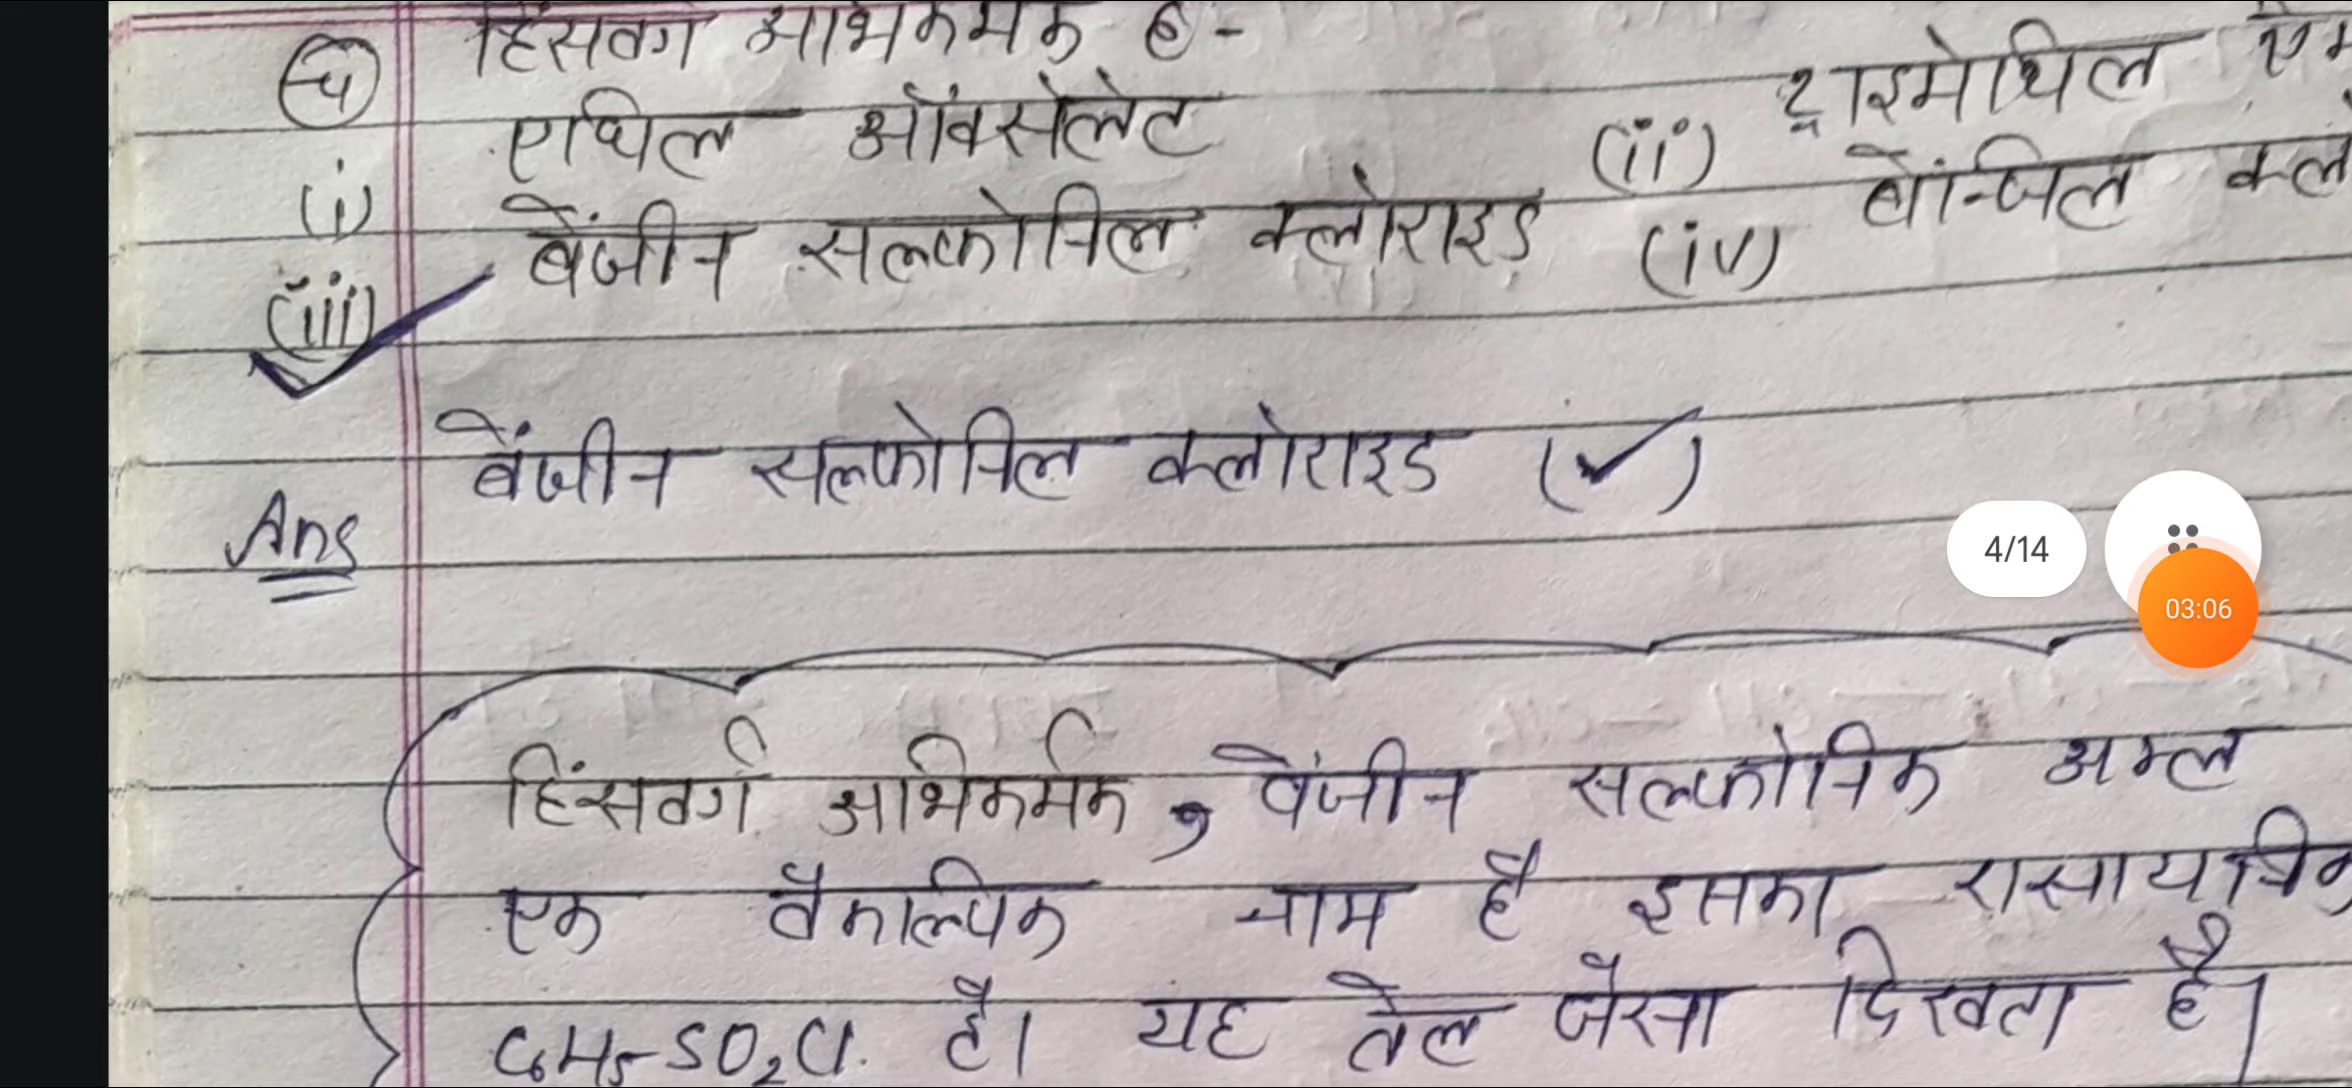 घ हिंसवर्ग अभिकर्मक है -
(i) एथिल ऑक्सेलेट (ii) ट्राइमेथिल
(iii) बेंजीन सल्फोनिल क्लोराइड (iv) बेन्जिल
Ans बेंजीन सल्फोनिल क्लोराइड (✓)
4/14
03:06
हिंसवर्ग अभिकर्मक, बेंजीन सल्फोनिक अम्ल
एक वैकल्पिक नाम है इसका रासायनिक
C6H5-SO2Cl. है। यह तेल जैसा दिखता है।